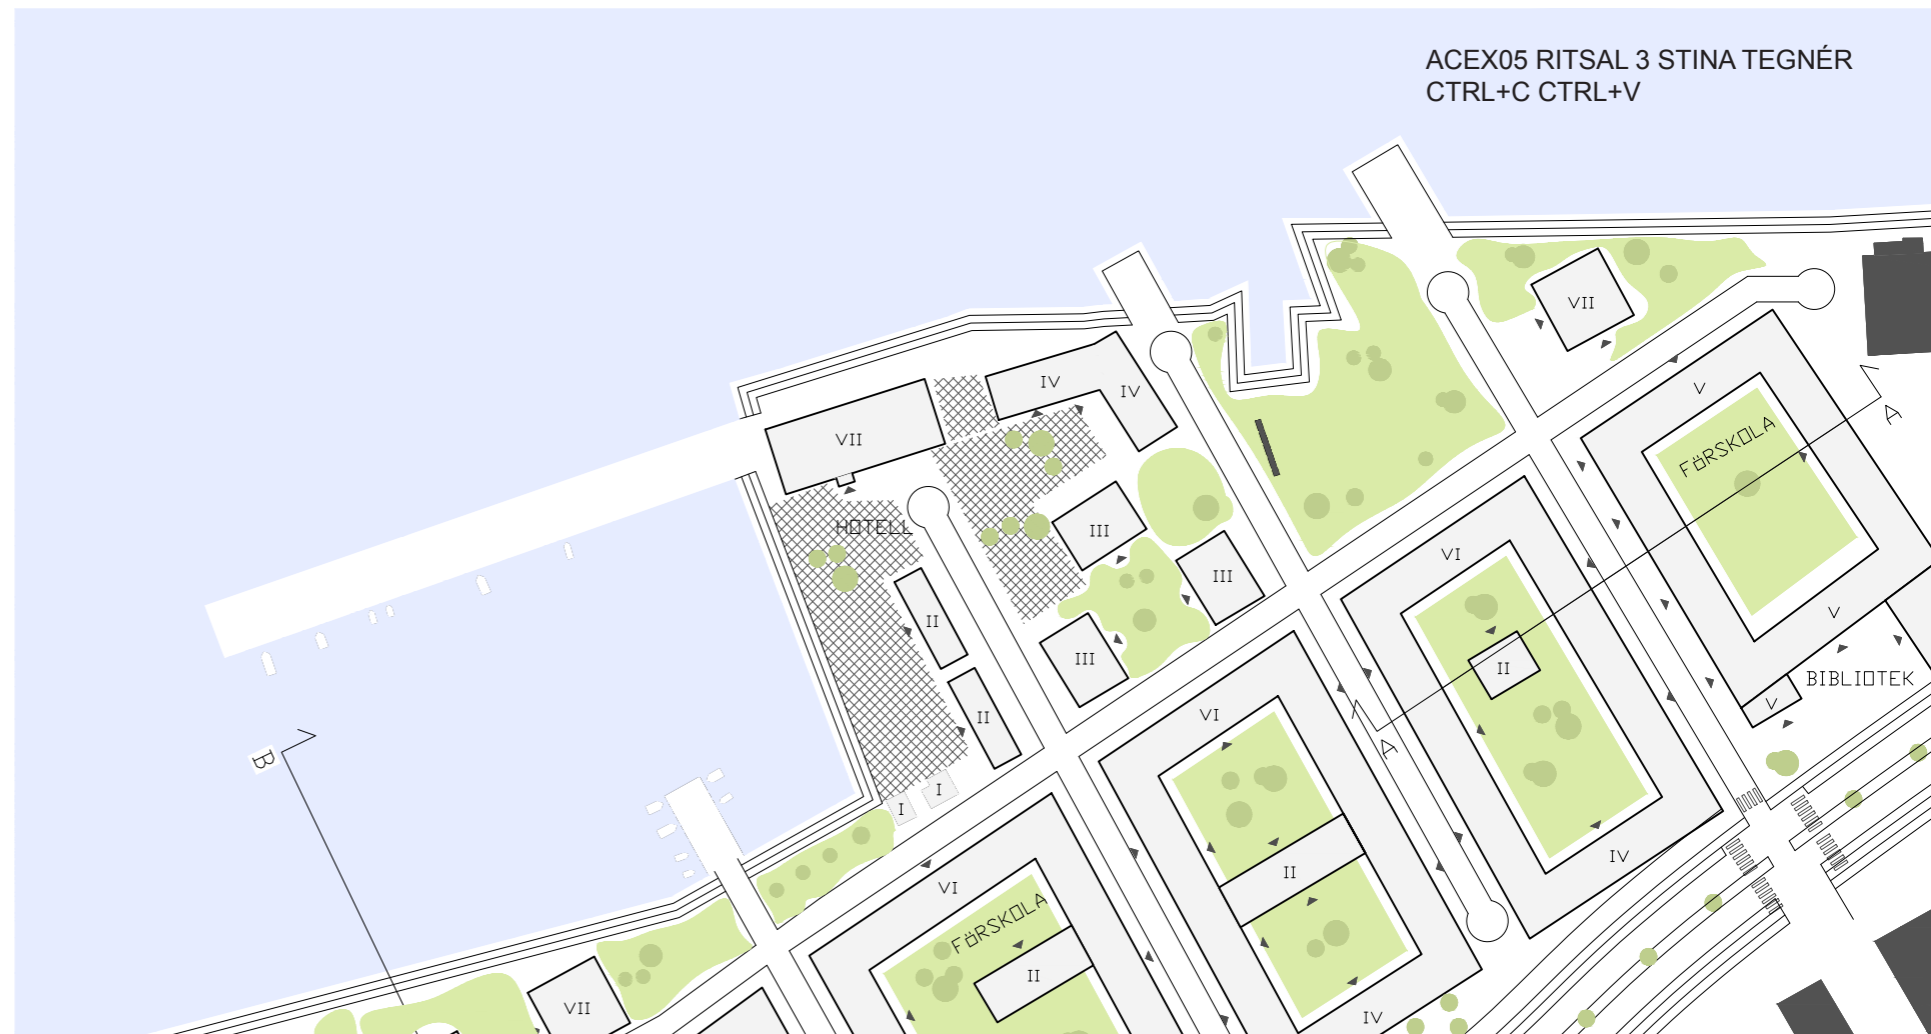 ACEX05 RITSAL 3 STINA TEGNÉR
CTRL+C CTRL+V
VII
IV
IV
V
A
VII
FÖRSKOLA
HOTELL
III
VI
III
II
V
III
II
BIBLIOTEK
II
VI
V
B
A
I
I
IV
II
VI
FÖRSKOLA
II
VII
IV